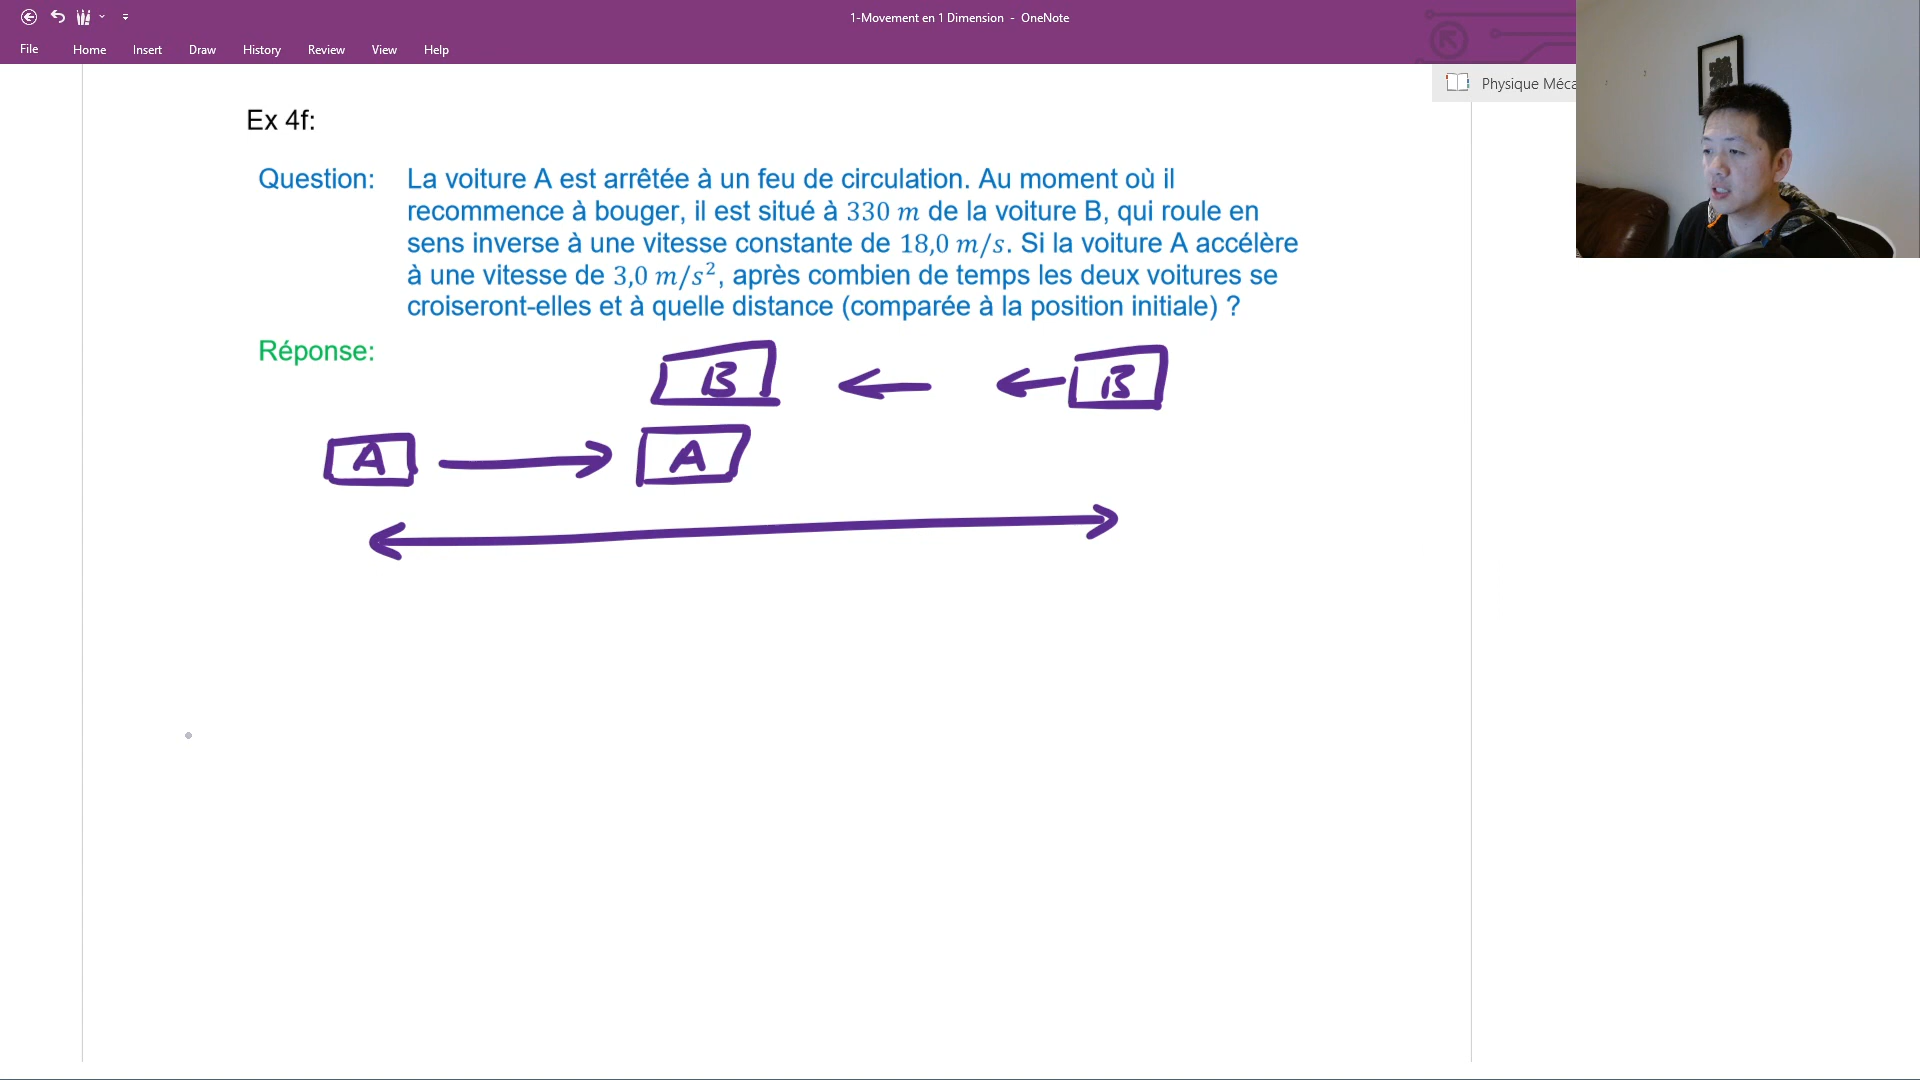 1-Movement en 1 Dimension - OneNote
File Home Insert Draw History Review View Help
Physique Méca
Ex 4f:
Question: La voiture A est arrêtée à un feu de circulation. Au moment où il
recommence à bouger, il est situé à 330 m de la voiture B, qui roule en
sens inverse à une vitesse constante de 18,0 m/s. Si la voiture A accélère
à une vitesse de 3,0 m/s², après combien de temps les deux voitures se
croiseront-elles et à quelle distance (comparée à la position initiale) ?
Réponse:
B B
A A